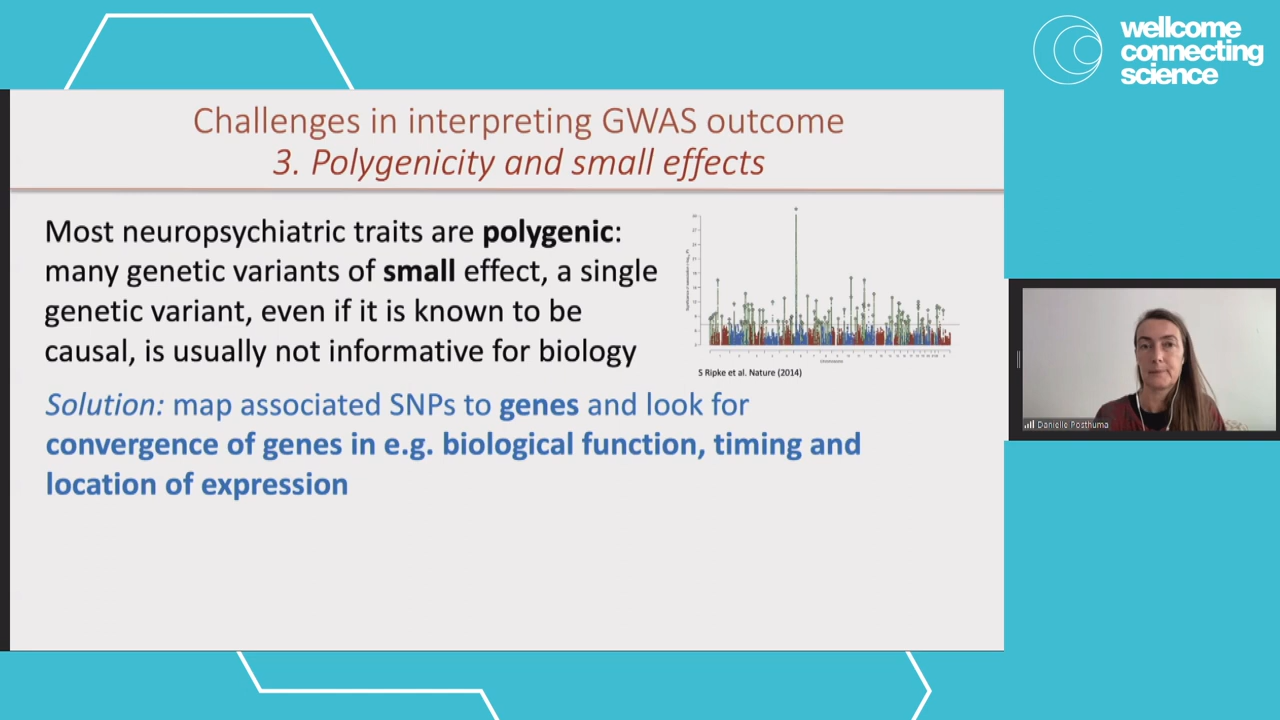 wellcome
connecting
science
Challenges in interpreting GWAS outcome
3. Polygenicity and small effects
Most neuropsychiatric traits are polygenic:
many genetic variants of small effect, a single
genetic variant, even if it is known to be
causal, is usually not informative for biology
S Ripke et al. Nature (2014)
Solution: map associated SNPs to genes and look for
convergence of genes in e.g. biological function, timing and
location of expression
Danielle Posthuma